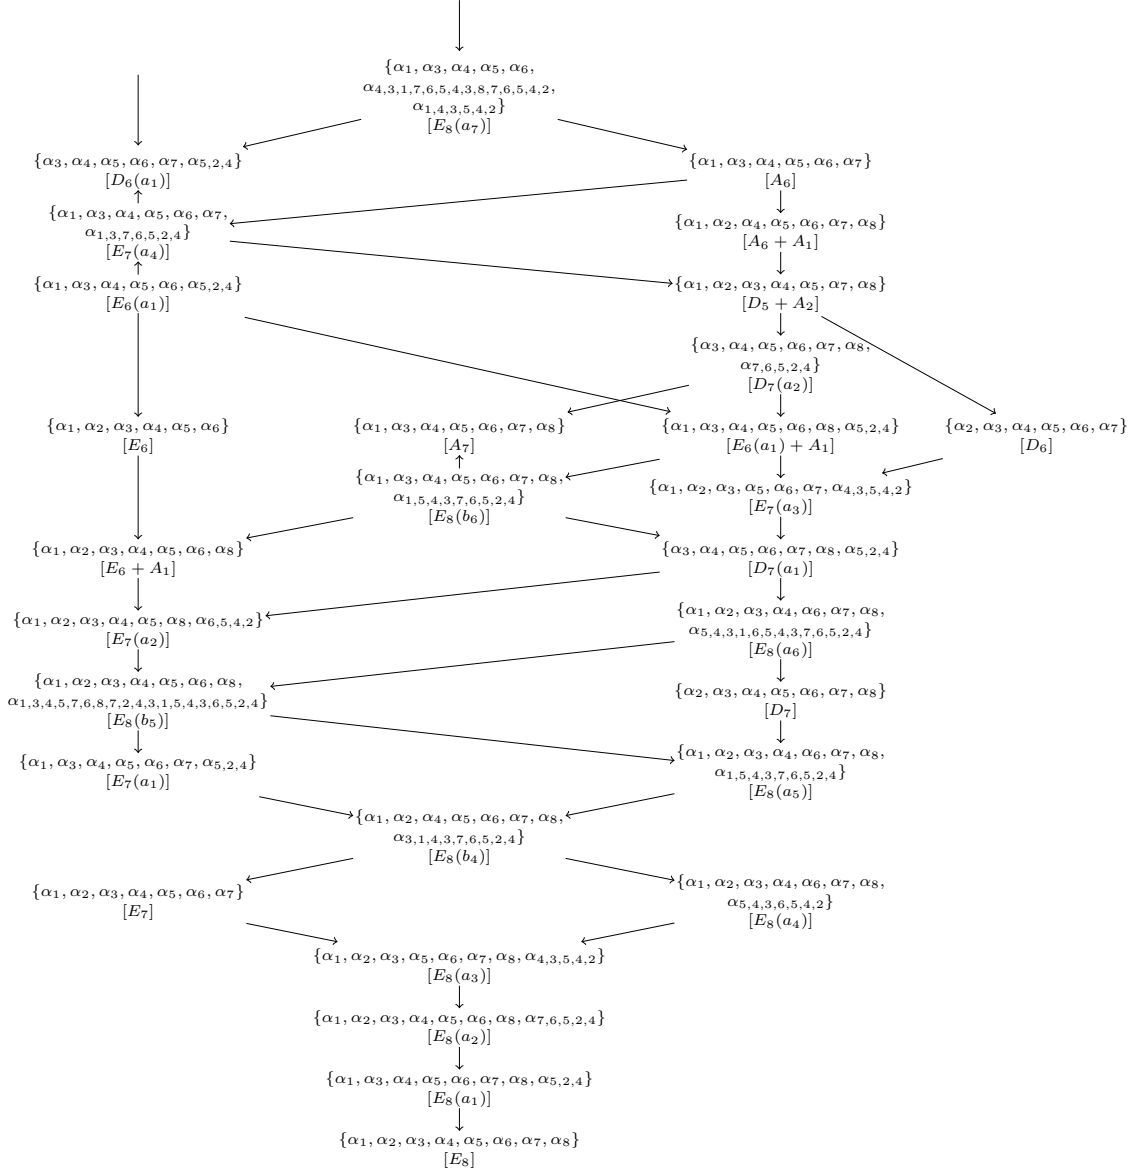 {α₁, α₃, α₄, α₅, α₆,
α₄,₃,₁,₇,₆,₅,₄,₃,₈,₇,₆,₅,₄,₂,
α₁,₄,₃,₅,₄,₂}
[E₈(a₇)]
{α₃, α₄, α₅, α₆, α₇, α₅,₂,₄}
[D₆(a₁)]
{α₁, α₃, α₄, α₅, α₆, α₇}
[A₆]
{α₁, α₃, α₄, α₅, α₆, α₇,
α₁,₃,₇,₆,₅,₂,₄}
[E₇(a₄)]
{α₁, α₂, α₄, α₅, α₆, α₇, α₈}
[A₆ + A₁]
{α₁, α₃, α₄, α₅, α₆, α₅,₂,₄}
[E₆(a₁)]
{α₁, α₂, α₃, α₄, α₅, α₇, α₈}
[D₅ + A₂]
{α₃, α₄, α₅, α₆, α₇, α₈,
α₇,₆,₅,₂,₄}
[D₇(a₂)]
{α₁, α₂, α₃, α₄, α₅, α₆}
[E₆]
{α₁, α₃, α₄, α₅, α₆, α₇, α₈}
[A₇]
{α₁, α₃, α₄, α₅, α₆, α₈, α₅,₂,₄}
[E₆(a₁) + A₁]
{α₂, α₃, α₄, α₅, α₆, α₇}
[D₆]
{α₁, α₃, α₄, α₅, α₆, α₇, α₈,
α₁,₅,₄,₃,₇,₆,₅,₂,₄}
[E₈(b₆)]
{α₁, α₂, α₃, α₅, α₆, α₇, α₄,₃,₅,₄,₂}
[E₇(a₃)]
{α₁, α₂, α₃, α₄, α₅, α₆, α₈}
[E₆ + A₁]
{α₃, α₄, α₅, α₆, α₇, α₈, α₅,₂,₄}
[D₇(a₁)]
{α₁, α₂, α₃, α₄, α₅, α₈, α₆,₅,₄,₂}
[E₇(a₂)]
{α₁, α₂, α₃, α₄, α₆, α₇, α₈,
α₅,₄,₃,₁,₆,₅,₄,₃,₇,₆,₅,₂,₄}
[E₈(a₆)]
{α₁, α₂, α₃, α₄, α₅, α₆, α₈,
α₁,₃,₄,₅,₇,₆,₈,₇,₂,₄,₃,₁,₅,₄,₃,₆,₅,₂,₄}
[E₈(b₅)]
{α₂, α₃, α₄, α₅, α₆, α₇, α₈}
[D₇]
{α₁, α₃, α₄, α₅, α₆, α₇, α₅,₂,₄}
[E₇(a₁)]
{α₁, α₂, α₃, α₄, α₆, α₇, α₈,
α₁,₅,₄,₃,₇,₆,₅,₂,₄}
[E₈(a₅)]
{α₁, α₂, α₄, α₅, α₆, α₇, α₈,
α₃,₁,₄,₃,₇,₆,₅,₂,₄}
[E₈(b₄)]
{α₁, α₂, α₃, α₄, α₅, α₆, α₇}
[E₇]
{α₁, α₂, α₃, α₄, α₆, α₇, α₈,
α₅,₄,₃,₆,₅,₄,₂}
[E₈(a₄)]
{α₁, α₂, α₃, α₅, α₆, α₇, α₈, α₄,₃,₅,₄,₂}
[E₈(a₃)]
{α₁, α₂, α₃, α₄, α₅, α₆, α₈, α₇,₆,₅,₂,₄}
[E₈(a₂)]
{α₁, α₃, α₄, α₅, α₆, α₇, α₈, α₅,₂,₄}
[E₈(a₁)]
{α₁, α₂, α₃, α₄, α₅, α₆, α₇, α₈}
[E₈]